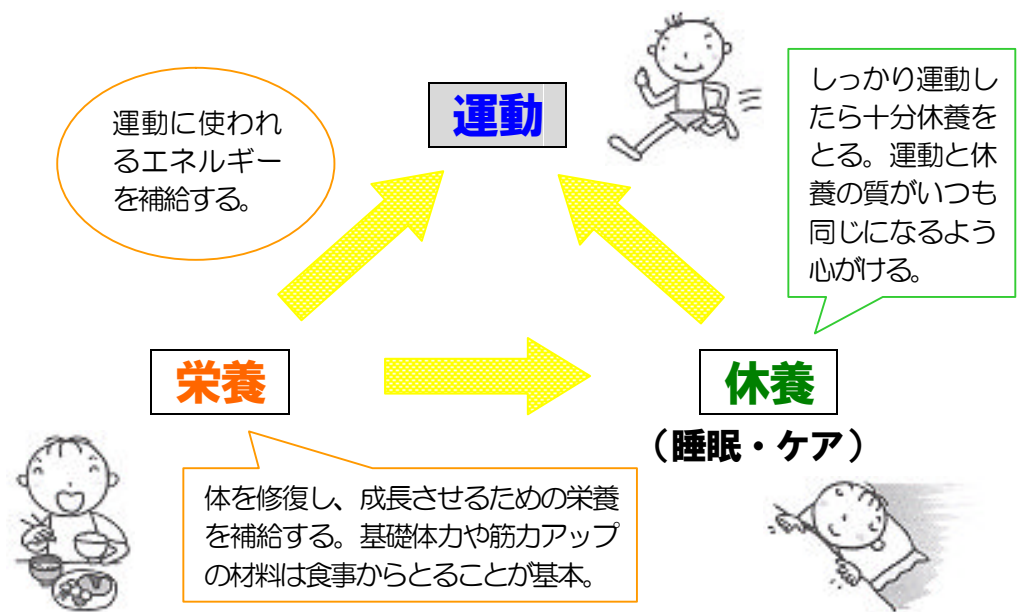 運動
運動に使われ
るエネルギー
を補給する。
しっかり運動し
たら十分休養を
とる。運動と休
養の質がいつも
同じになるよう
心がける。
栄養
休養
（睡眠・ケア）
体を修復し、成長させるための栄養
を補給する。基礎体力や筋力アップ
の材料は食事からとることが基本。